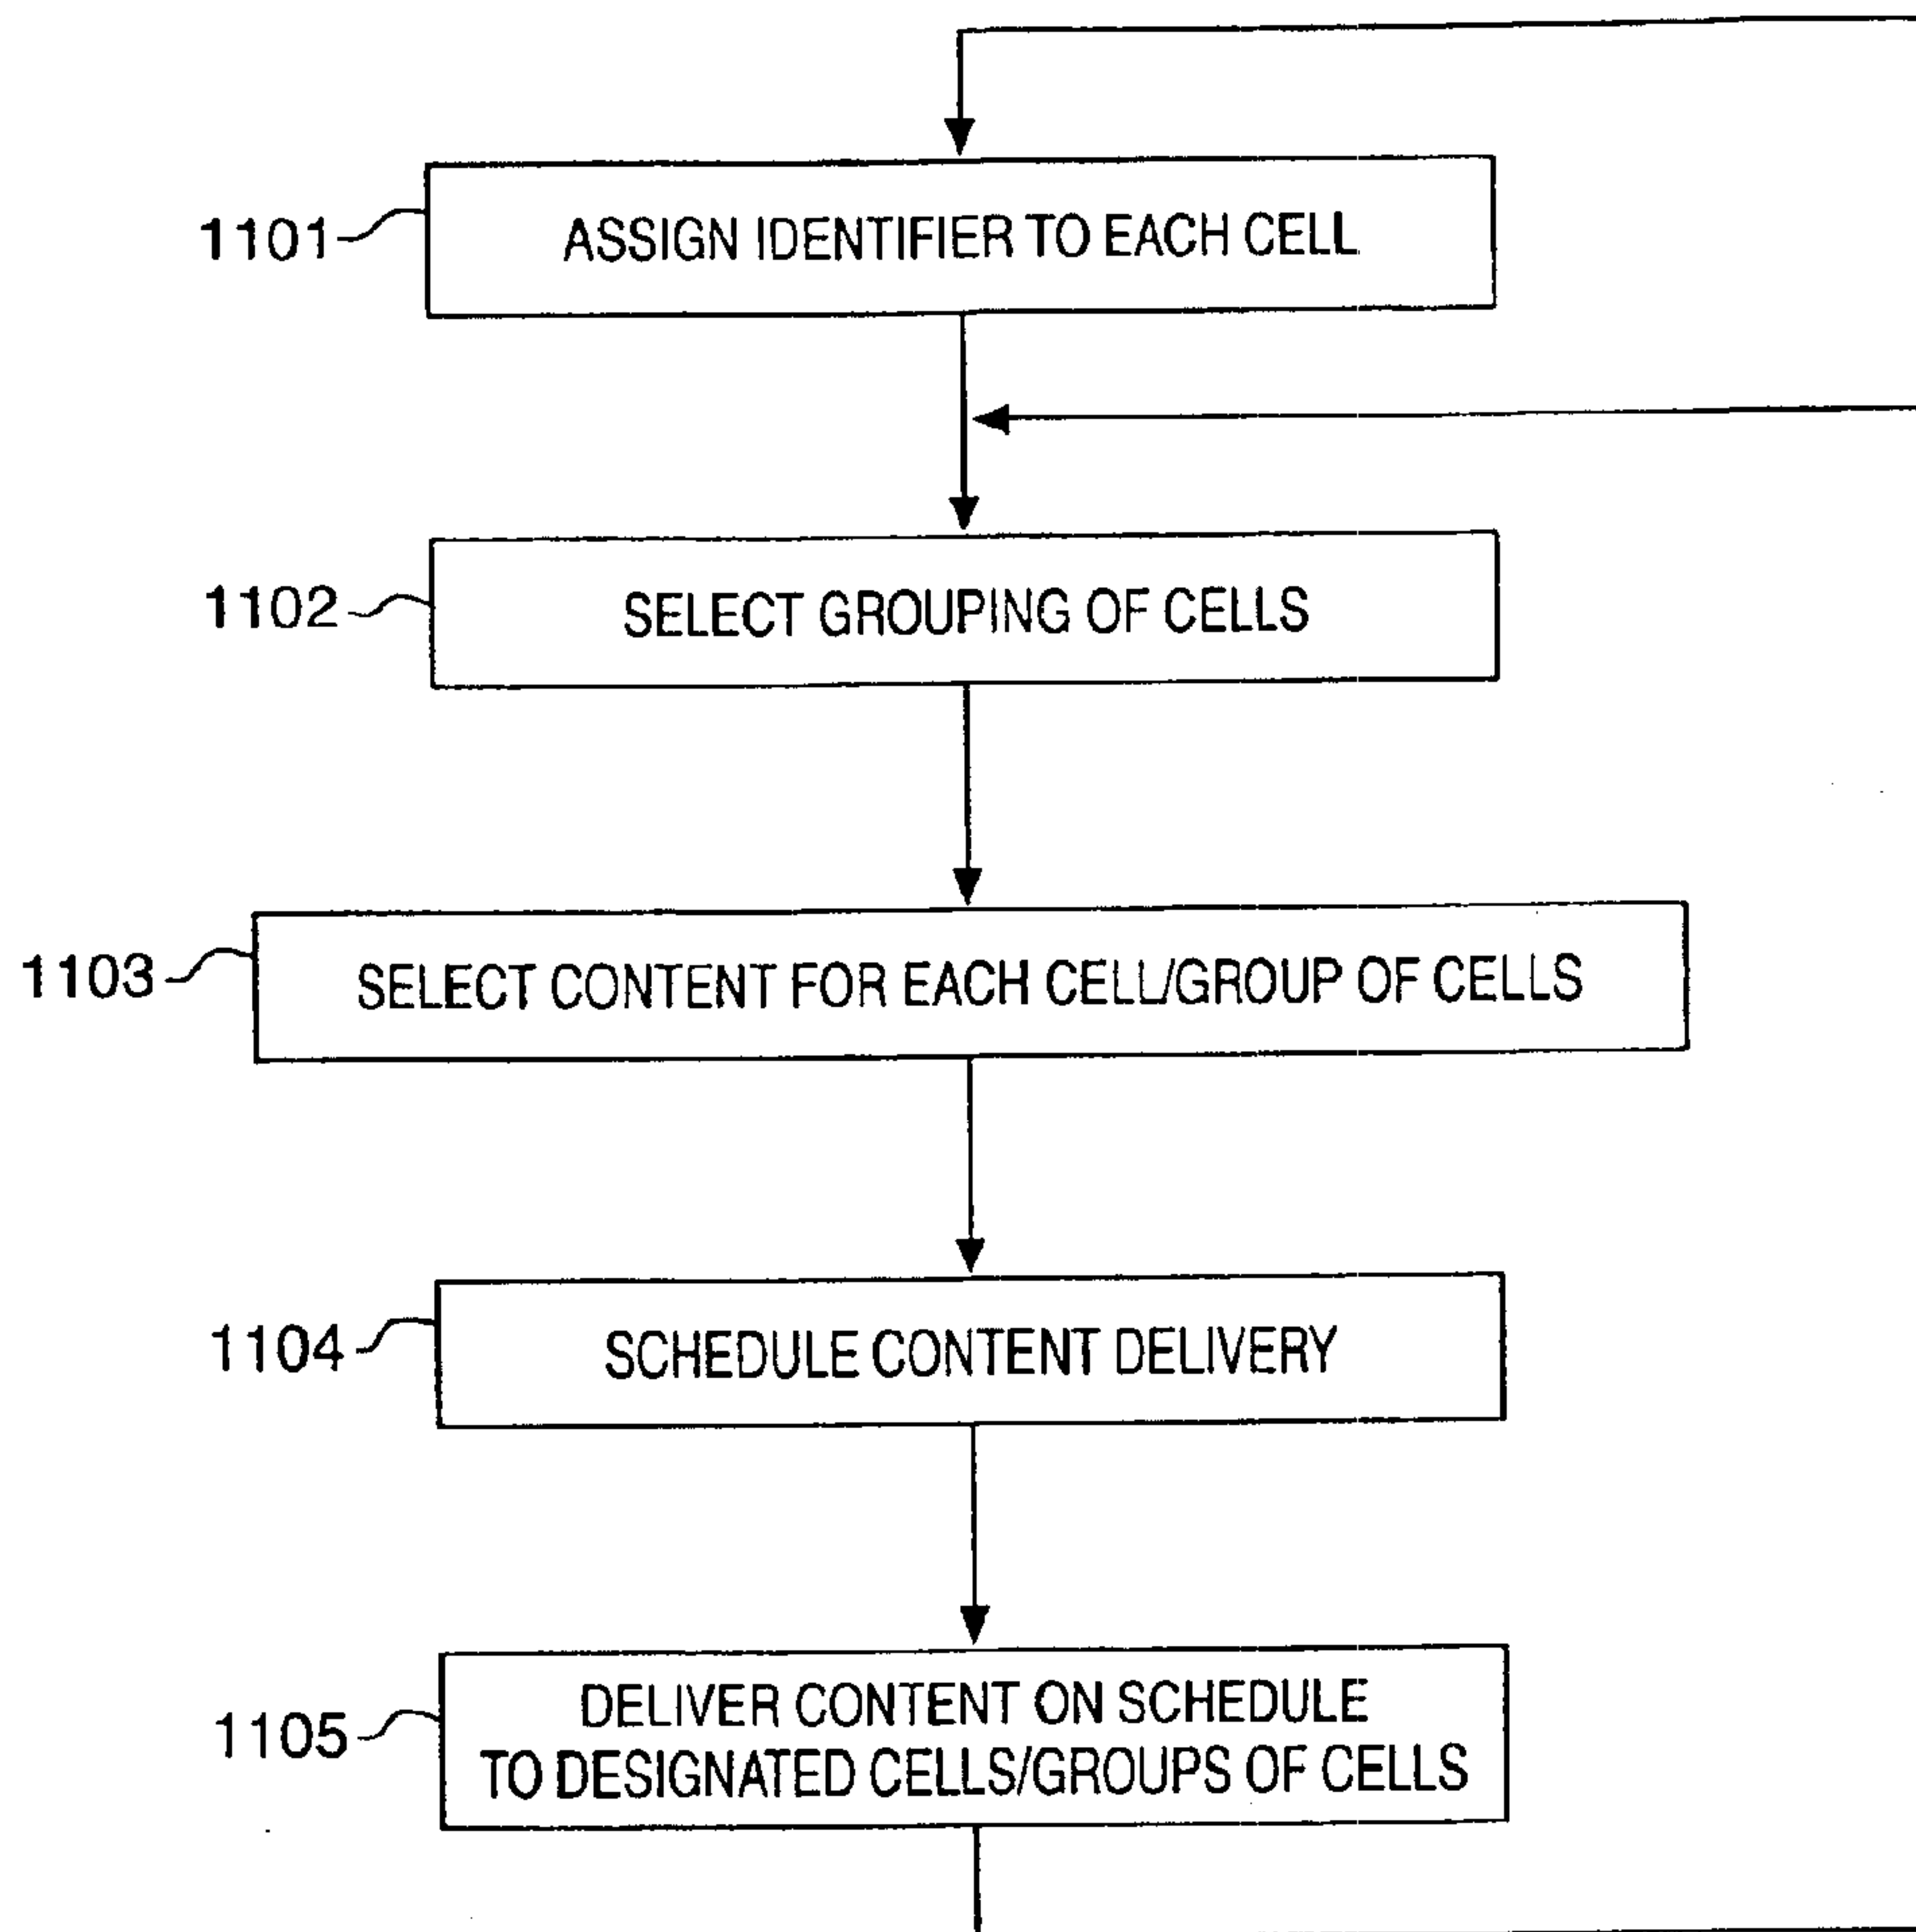 1101
ASSIGN IDENTIFIER TO EACH CELL
1102
SELECT GROUPING OF CELLS
1103
SELECT CONTENT FOR EACH CELL/GROUP OF CELLS
1104
SCHEDULE CONTENT DELIVERY
1105
DELIVER CONTENT ON SCHEDULE
TO DESIGNATED CELLS/GROUPS OF CELLS